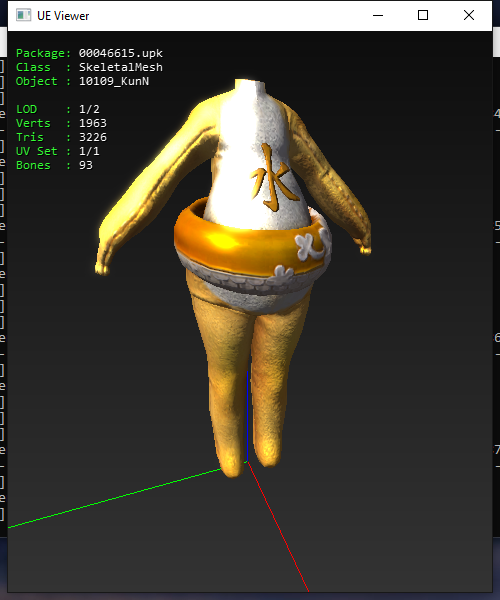 UE Viewer
Package: 00046615.upk
Class : SkeletalMesh
Object : 10109_KunN
LOD : 1/2
Verts : 1963
Tris : 3226
UV Set : 1/1
Bones : 93
水